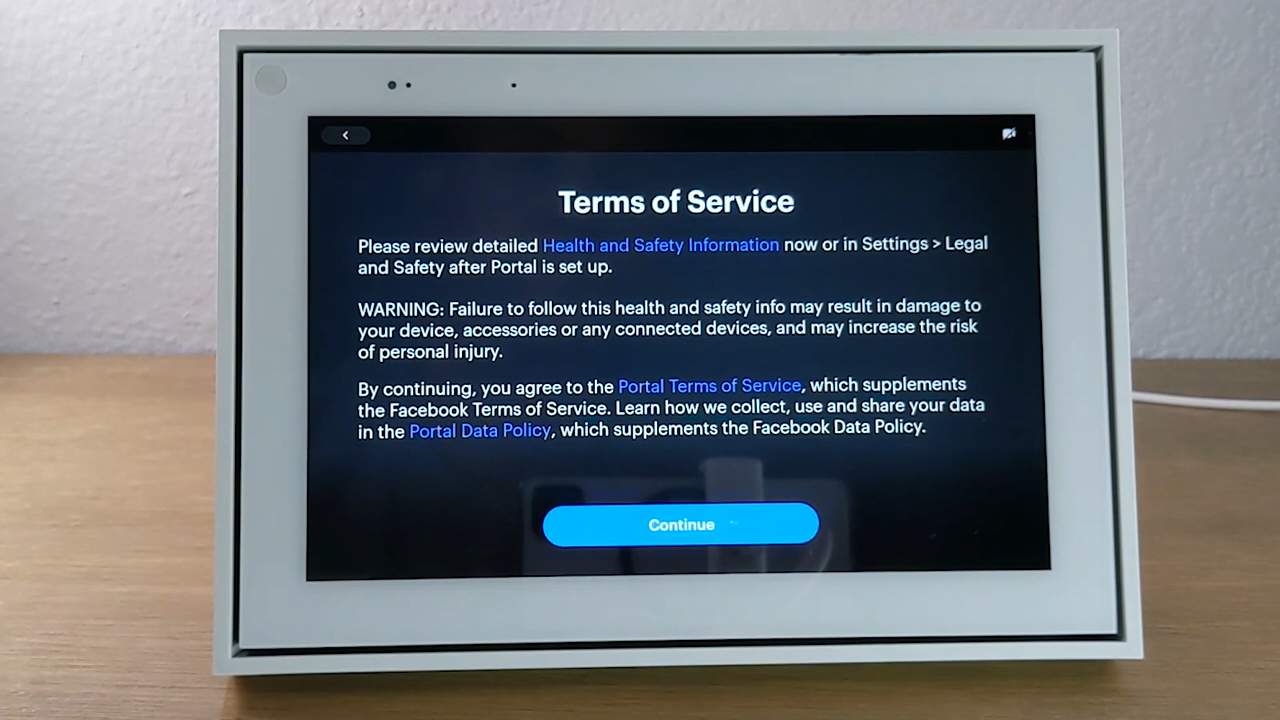 Terms of Service
Please review detailed Health and Safety Information now or in Settings > Legal
and Safety after Portal is set up.
WARNING: Failure to follow this health and safety info may result in damage to
your device, accessories or any connected devices, and may increase the risk
of personal injury.
By continuing, you agree to the Portal Terms of Service, which supplements
the Facebook Terms of Service. Learn how we collect, use and share your data
in the Portal Data Policy, which supplements the Facebook Data Policy.
Continue